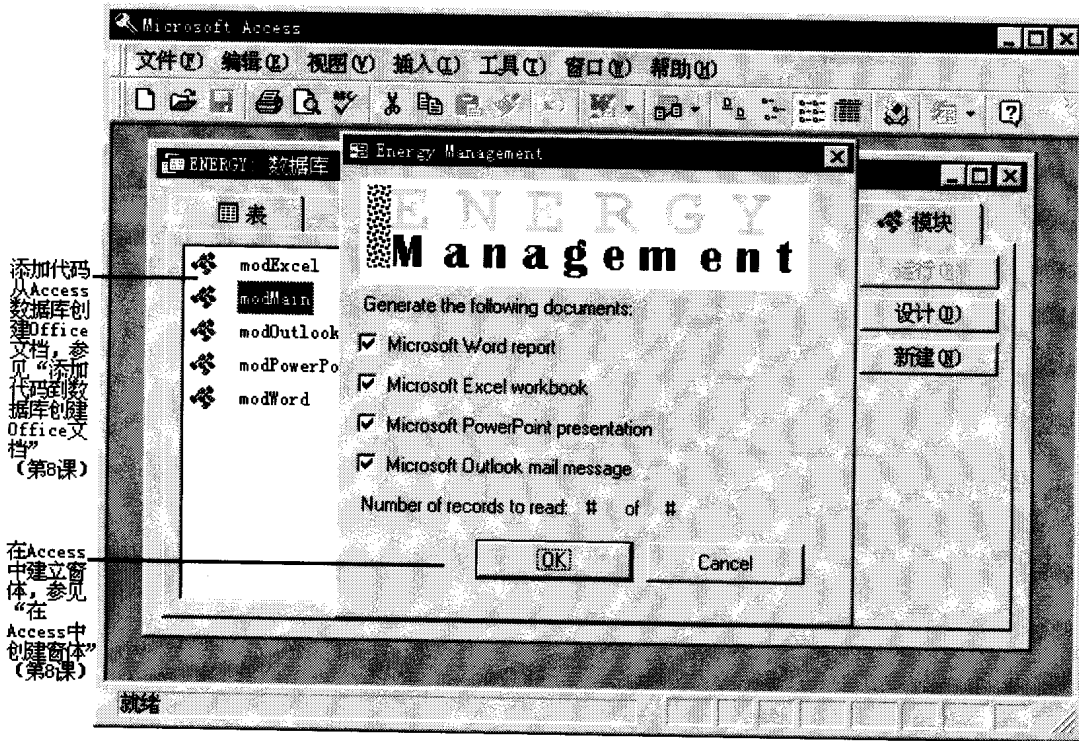 Microsoft Access
文件(F) 编辑(E) 视图(V) 插入(I) 工具(T) 窗口(W) 帮助(H)
ENERGY: 数据库
表
模块
modExcel
modMain
modOutlook
modPowerPo
modWord
运行(R)
设计(D)
新建(N)
Energy Management
ENERGY
Management
Generate the following documents:
Microsoft Word report
Microsoft Excel workbook
Microsoft PowerPoint presentation
Microsoft Outlook mail message
Number of records to read: # of #
OK
Cancel
就绪
添加代码
从Access
数据库创
建Office
文档，参
见“添加
代码到数
据库创建
Office文
档”
（第8课）
在Access
中建立窗
体，参见
“在
Access中
创建窗体”
（第8课）